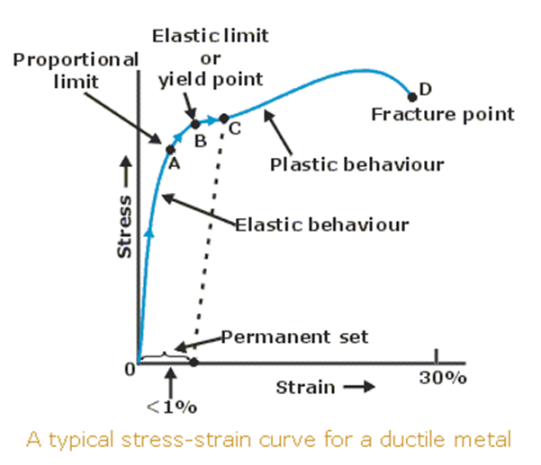 Elastic limit
or
yield point
Proportional
limit
D
Fracture point
B
C
A
Plastic behaviour
Stress
Elastic behaviour
Permanent set
0
Strain
30%
<1%
A typical stress-strain curve for a ductile metal